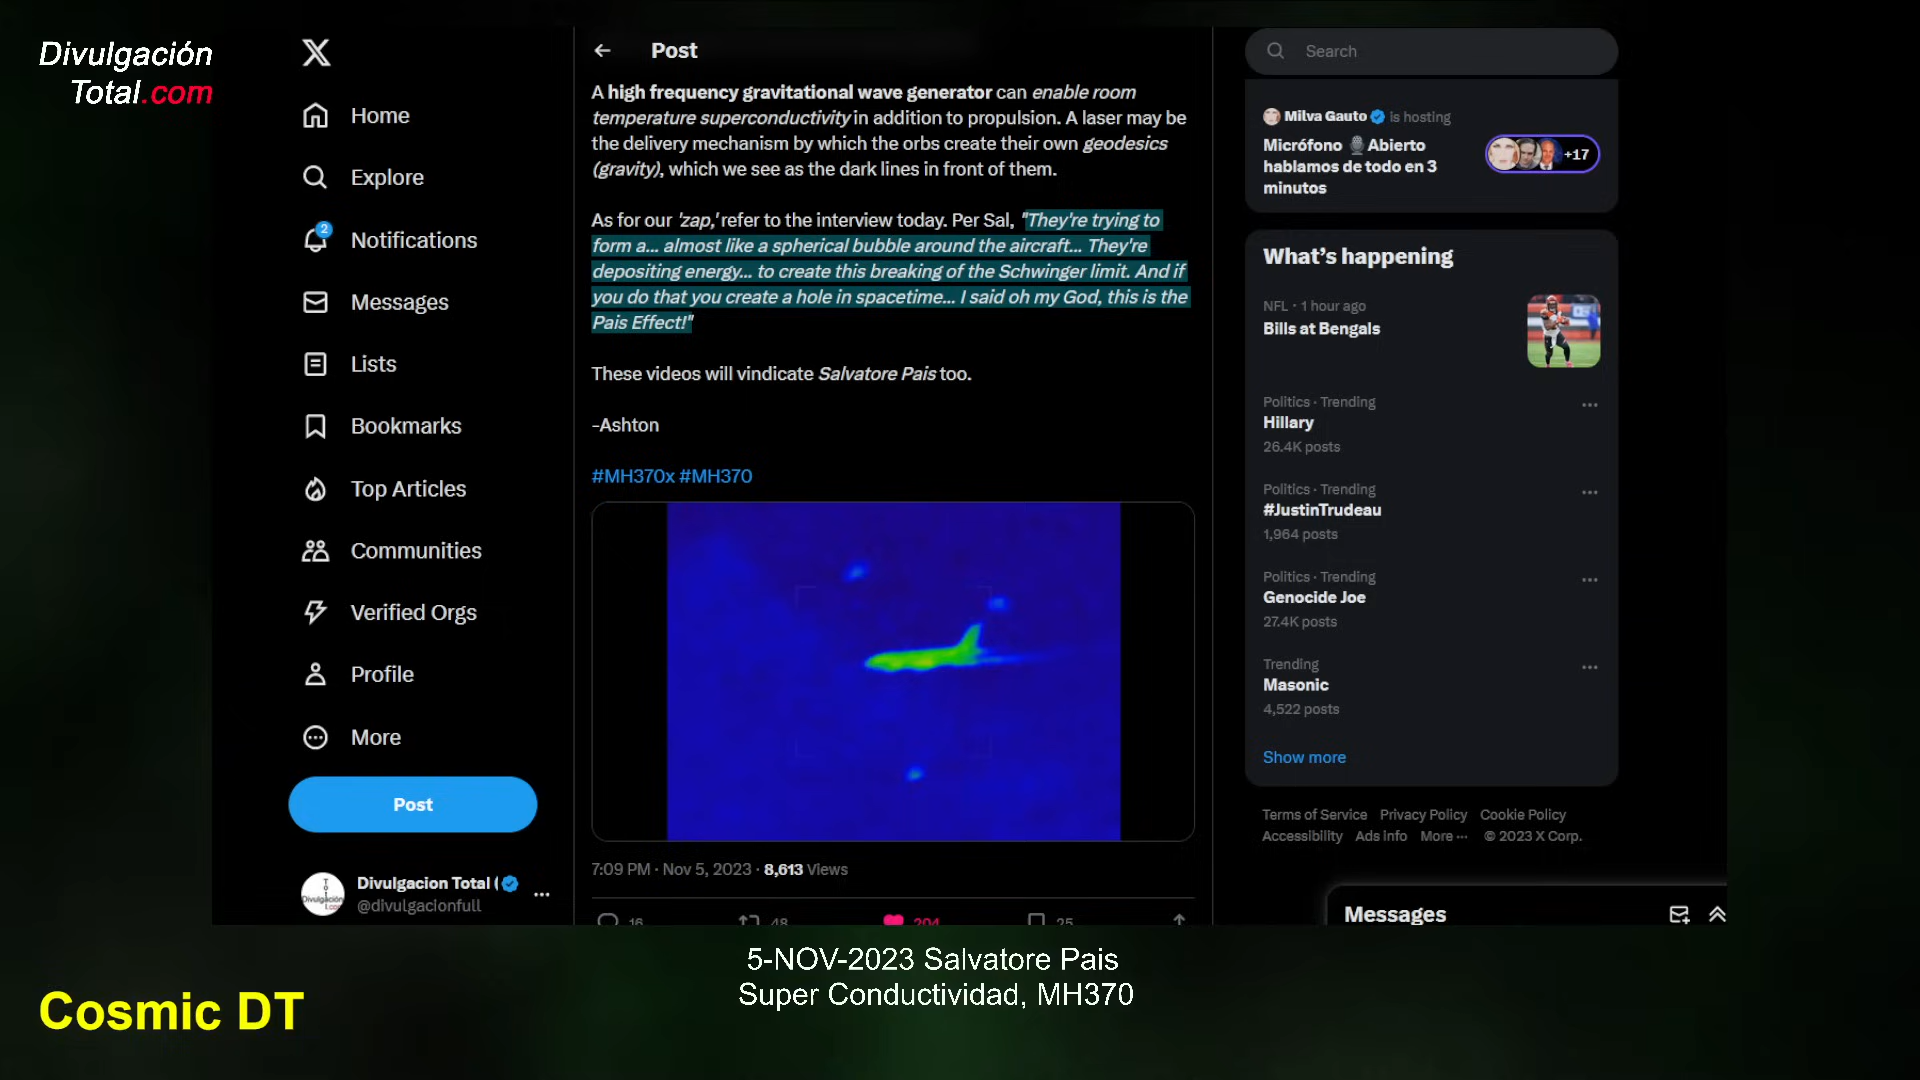 Divulgación
Total.com
Home
Explore
2
Notifications
Messages
Lists
Bookmarks
Top Articles
Communities
Verified Orgs
Profile
More
Post
Divulgacion Total (
@divulgacionfull
Post
A high frequency gravitational wave generator can enable room
temperature superconductivity in addition to propulsion. A laser may be
the delivery mechanism by which the orbs create their own geodesics
(gravity), which we see as the dark lines in front of them.
As for our 'zap,' refer to the interview today. Per Sal, "They're trying to
form a... almost like a spherical bubble around the aircraft... They're
depositing energy... to create this breaking of the Schwinger limit. And if
you do that you create a hole in spacetime... I said oh my God, this is the
Pais Effect!"
These videos will vindicate Salvatore Pais too.
-Ashton
#MH370x #MH370
7:09 PM · Nov 5, 2023 · 8,613 Views
16 48 204 25
Search
Milva Gauto is hosting
Micrófono Abierto
hablamos de todo en 3
minutos
+17
What's happening
NFL · 1 hour ago
Bills at Bengals
Politics · Trending
Hillary
26.4K posts
Politics · Trending
#JustinTrudeau
1,964 posts
Politics · Trending
Genocide Joe
27.4K posts
Trending
Masonic
4,522 posts
Show more
Terms of Service Privacy Policy Cookie Policy
Accessibility Ads info More ··· © 2023 X Corp.
Messages
5-NOV-2023 Salvatore Pais
Super Conductividad, MH370
Cosmic DT